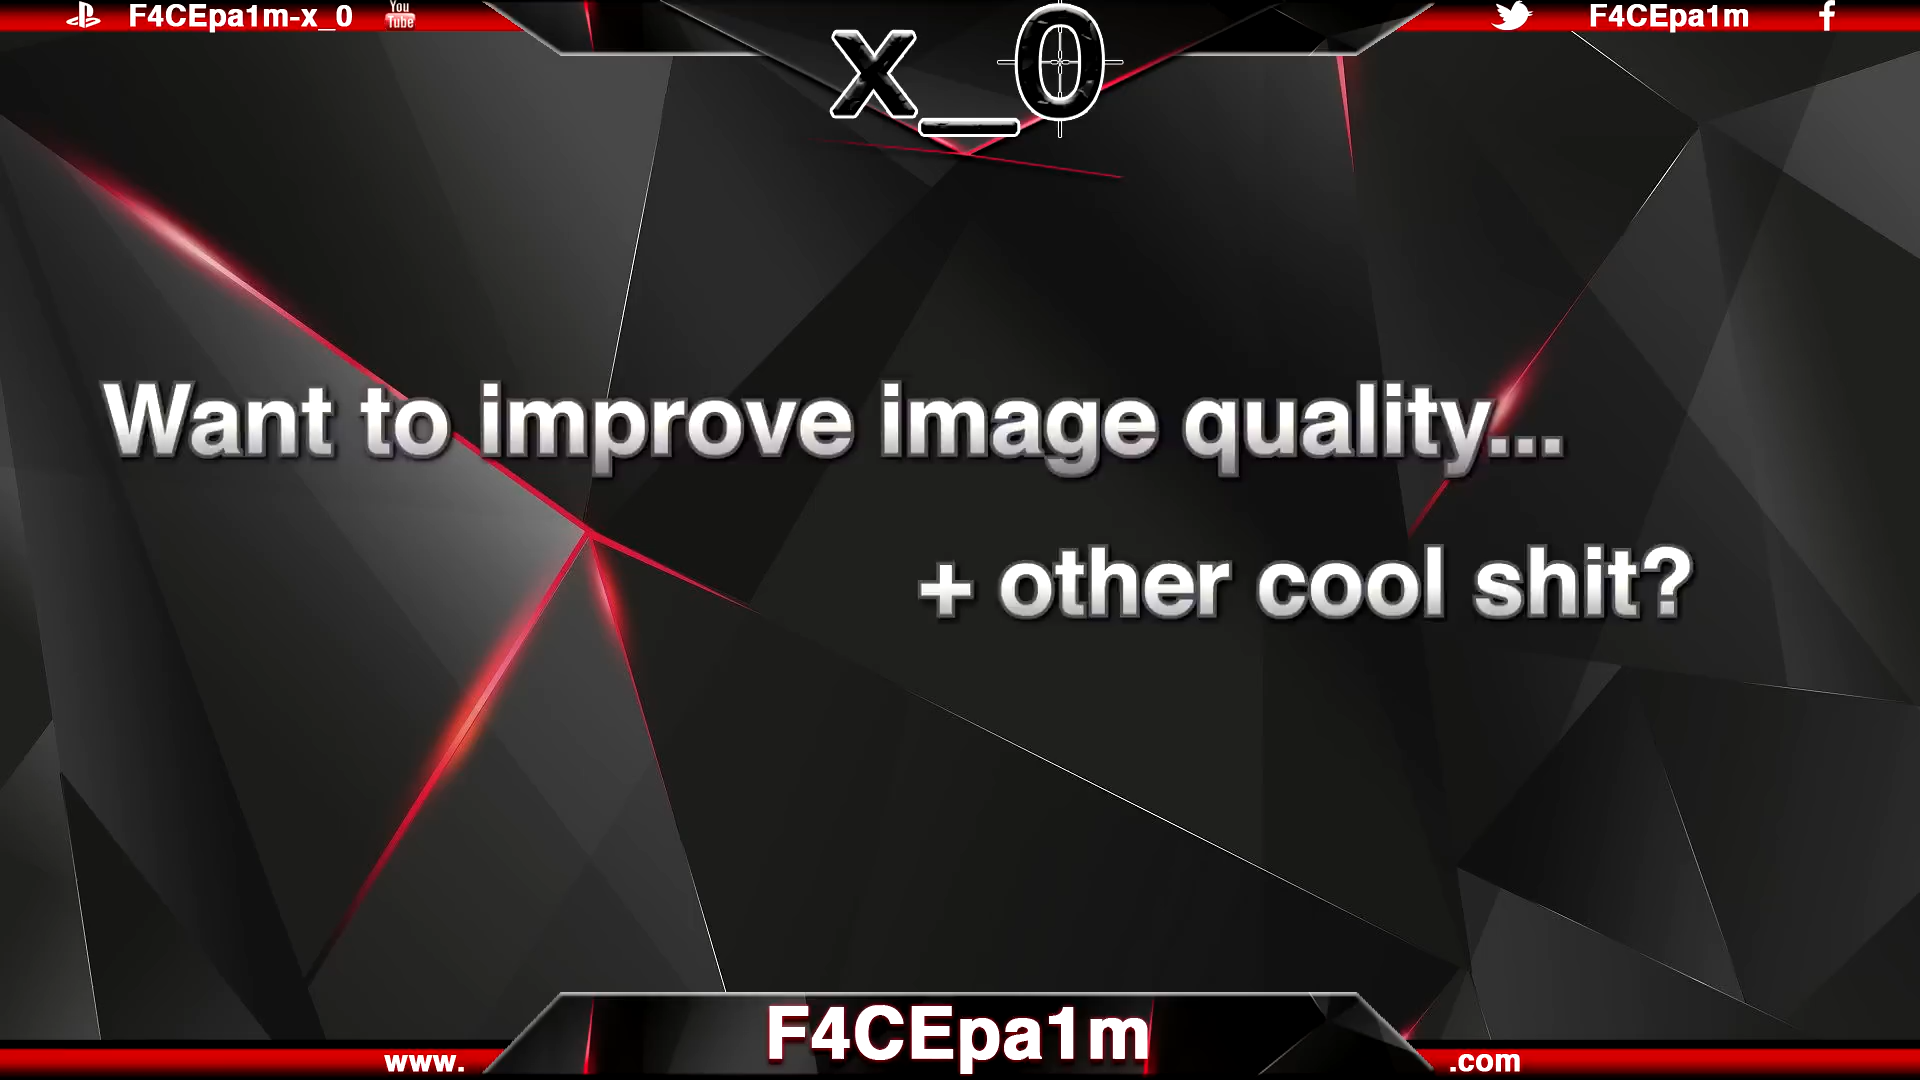 F4CEpa1m-x_0
You
Tube
x_0
F4CEpa1m
Want to improve image quality...
+ other cool shit?
www.
F4CEpa1m
.com